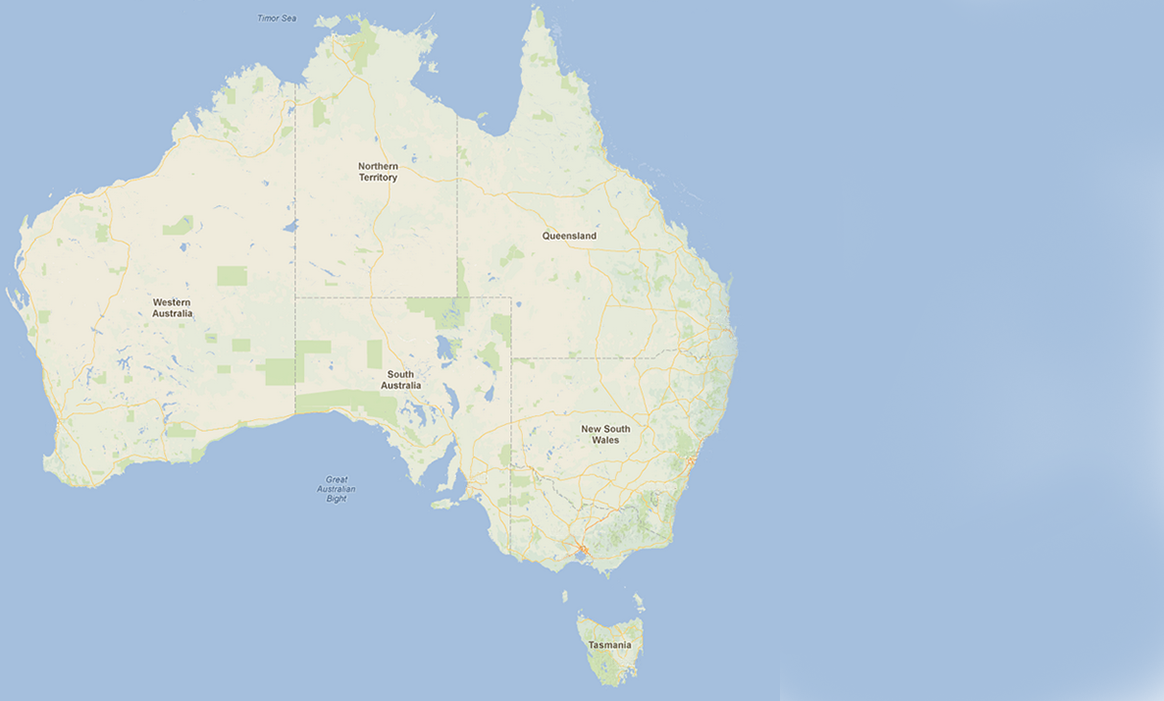 Timor Sea
Northern
Territory
Queensland
Western
Australia
South
Australia
New South
Wales
Great
Australian
Bight
Tasmania